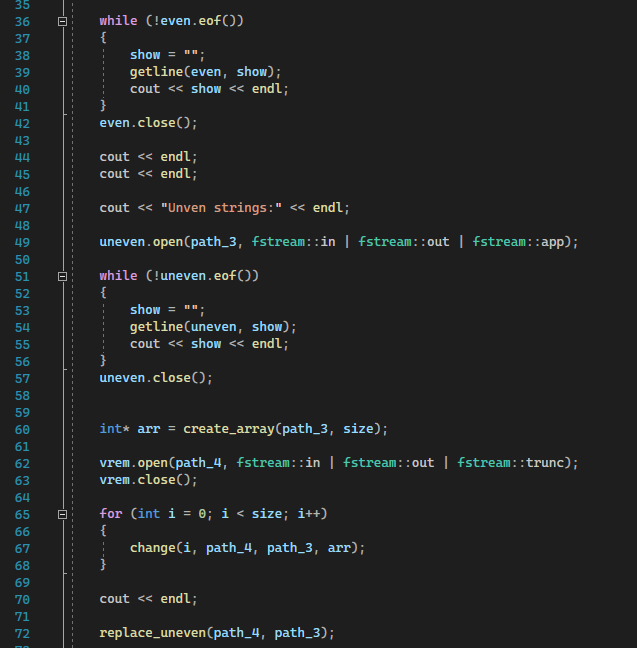 35
36 while (!even.eof())
37 {
38 show = "";
39 getline(even, show);
40 cout << show << endl;
41 }
42 even.close();
43
44 cout << endl;
45 cout << endl;
46
47 cout << "Unven strings:" << endl;
48
49 uneven.open(path_3, fstream::in | fstream::out | fstream::app);
50
51 while (!uneven.eof())
52 {
53 show = "";
54 getline(uneven, show);
55 cout << show << endl;
56 }
57 uneven.close();
58
59
60 int* arr = create_array(path_3, size);
61
62 vrem.open(path_4, fstream::in | fstream::out | fstream::trunc);
63 vrem.close();
64
65 for (int i = 0; i < size; i++)
66 {
67 change(i, path_4, path_3, arr);
68 }
69
70 cout << endl;
71
72 replace_uneven(path_4, path_3);